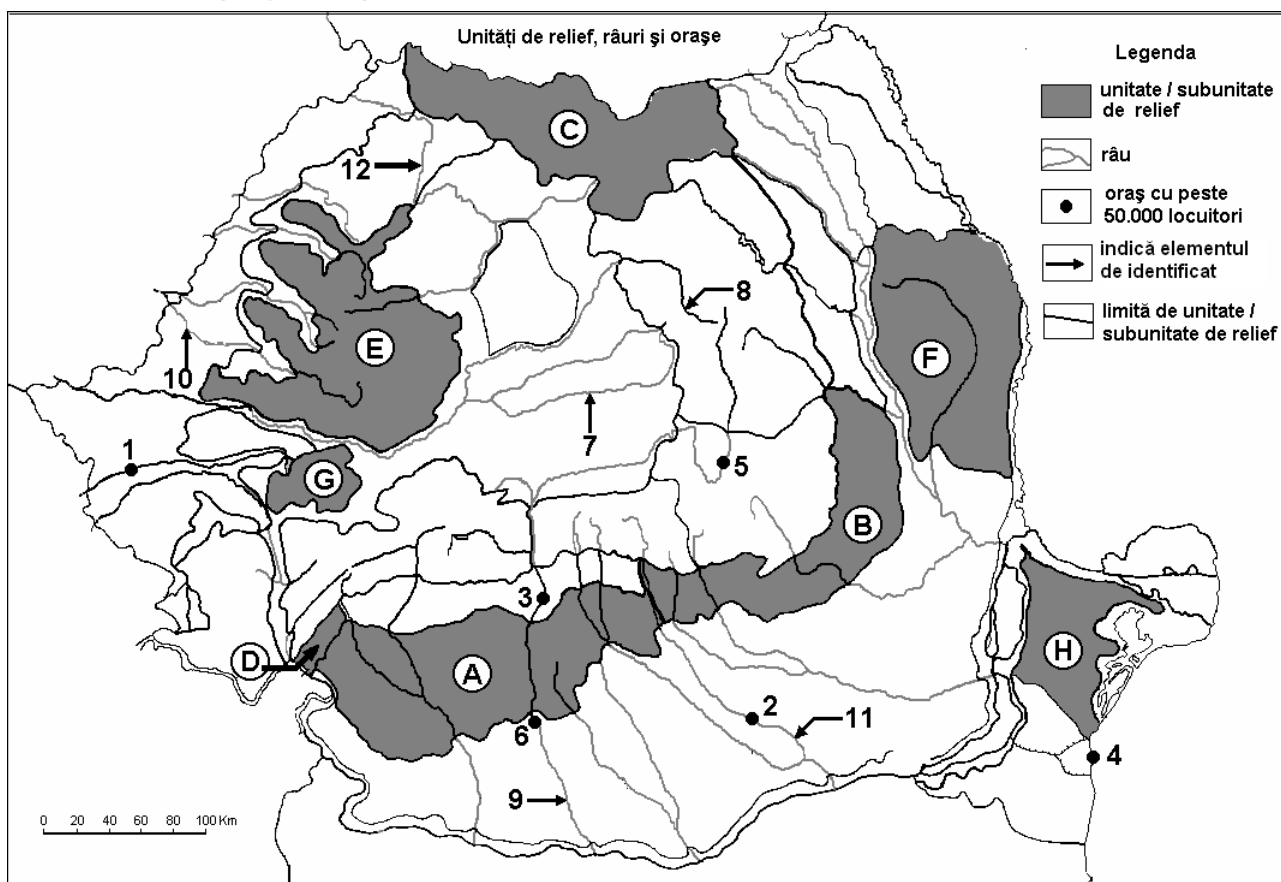 Unități de relief, râuri și orașe
Legenda
unitate / subunitate
de relief
râu
oraș cu peste
50.000 locuitori
indică elementul
de identificat
limită de unitate /
subunitate de relief
C
12
8
E
F
10
7
1
5
G
B
3
D
A
H
2
11
6
4
9
0 20 40 60 80 100 Km